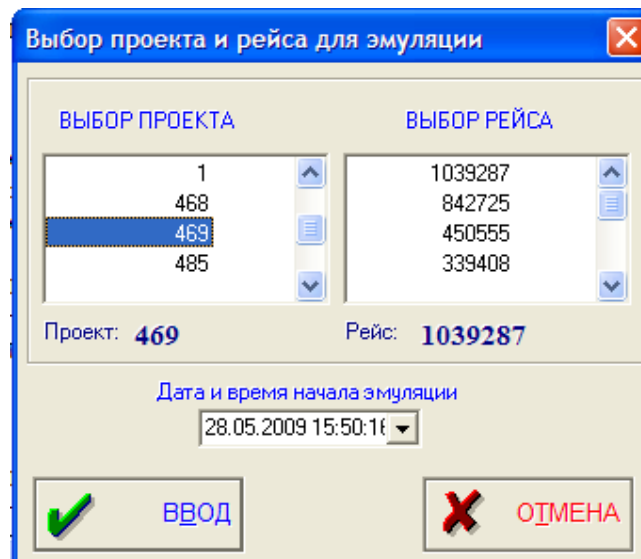 Выбор проекта и рейса для эмуляции
ВЫБОР ПРОЕКТА
ВЫБОР РЕЙСА
1
468
469
485
1039287
842725
450555
339408
Проект: 469
Рейс: 1039287
Дата и время начала эмуляции
28.05.2009 15:50:16
ВВОД
ОТМЕНА